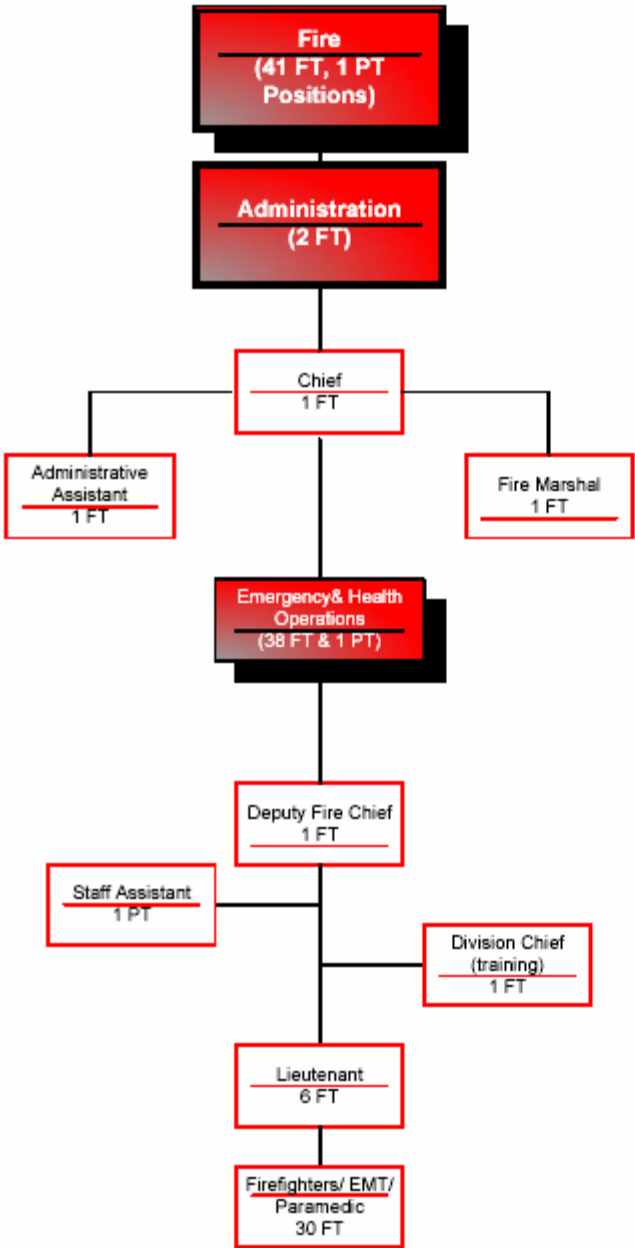 Fire
(41 FT, 1 PT
Positions)
Administration
(2 FT)
Chief
1 FT
Administrative
Assistant
1 FT
Fire Marshal
1 FT
Emergency& Health
Operations
(38 FT & 1 PT)
Deputy Fire Chief
1 FT
Staff Assistant
1 PT
Division Chief
(training)
1 FT
Lieutenant
6 FT
Firefighters/ EMT/
Paramedic
30 FT